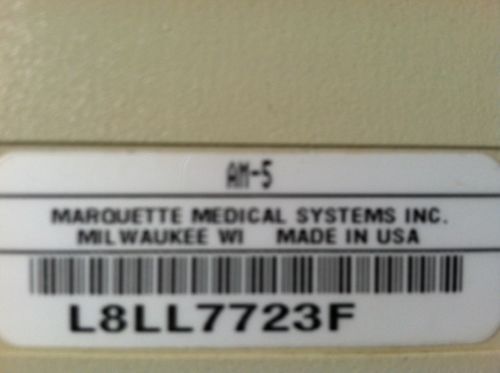 AM-5
MARQUETTE MEDICAL SYSTEMS INC.
MILWAUKEE WI MADE IN USA
L8LL7723F